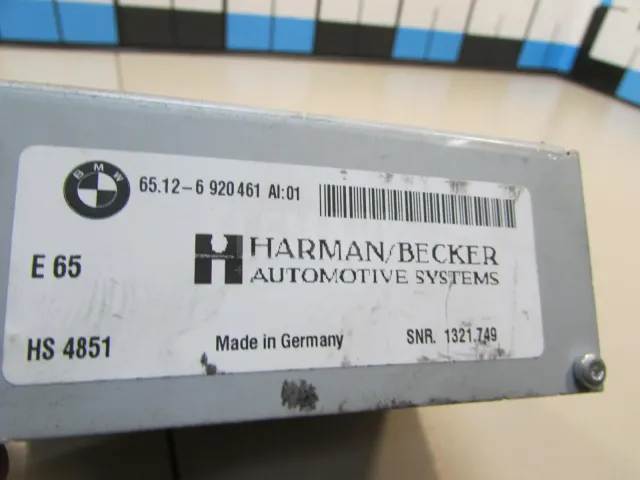 BMW
65.12-6 920 461 AI:01
E 65
HARMAN/BECKER
AUTOMOTIVE SYSTEMS
HS 4851
Made in Germany
SNR. 1321.749